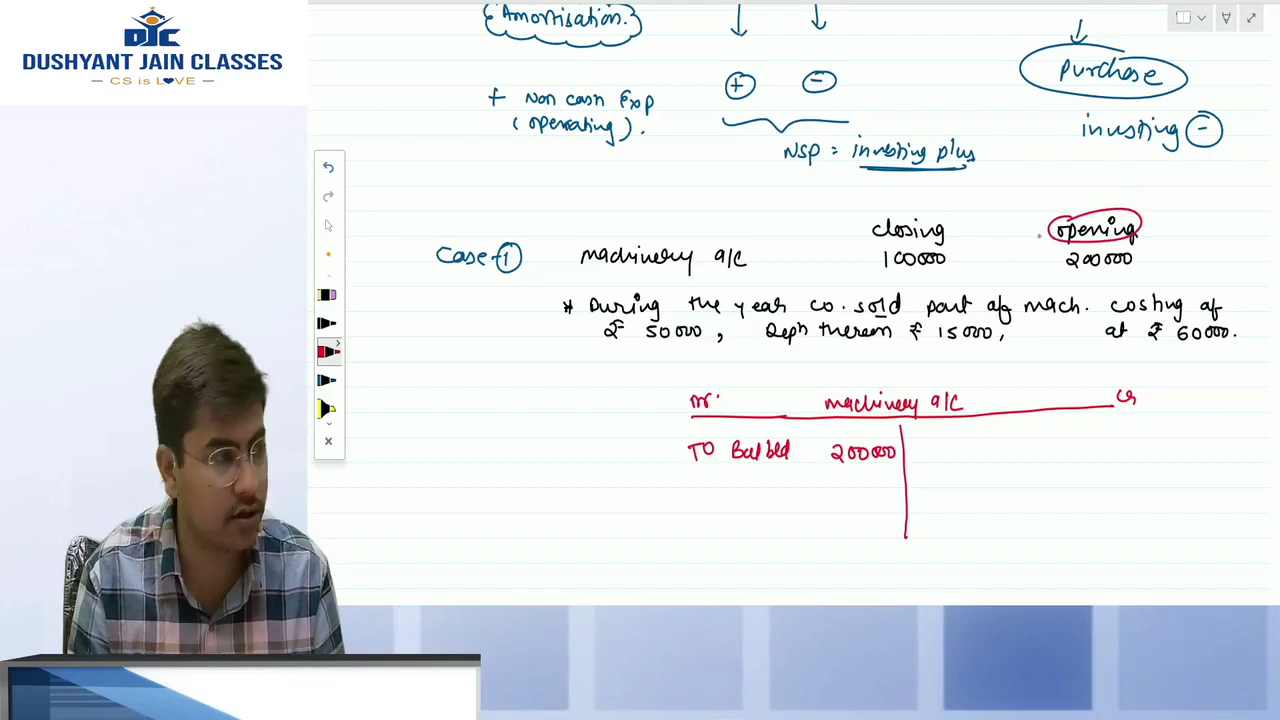 DJC
DUSHYANT JAIN CLASSES
CS is LOVE
Amortisation.
+ Non cash Exp
(operating).
+ −
NSP = investing plus
purchase
investing −
closing opening
Case-1 machinery a/c 100000 200000
* During the year co. sold part of mach. costing of
₹ 50000, Deph thereon ₹ 15000, at ₹ 60000.
Dr. machinery a/c Cr
To Bal b/d 200000